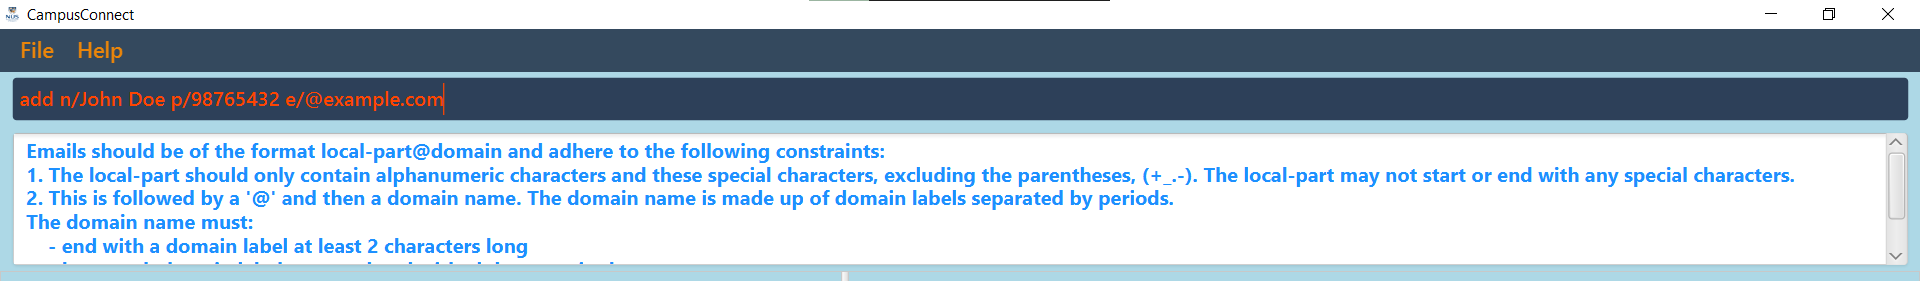 NUS
CampusConnect
File Help
add n/John Doe p/98765432 e/@example.com
Emails should be of the format local-part@domain and adhere to the following constraints:
1. The local-part should only contain alphanumeric characters and these special characters, excluding the parentheses, (+_.-). The local-part may not start or end with any special characters.
2. This is followed by a '@' and then a domain name. The domain name is made up of domain labels separated by periods.
The domain name must:
- end with a domain label at least 2 characters long